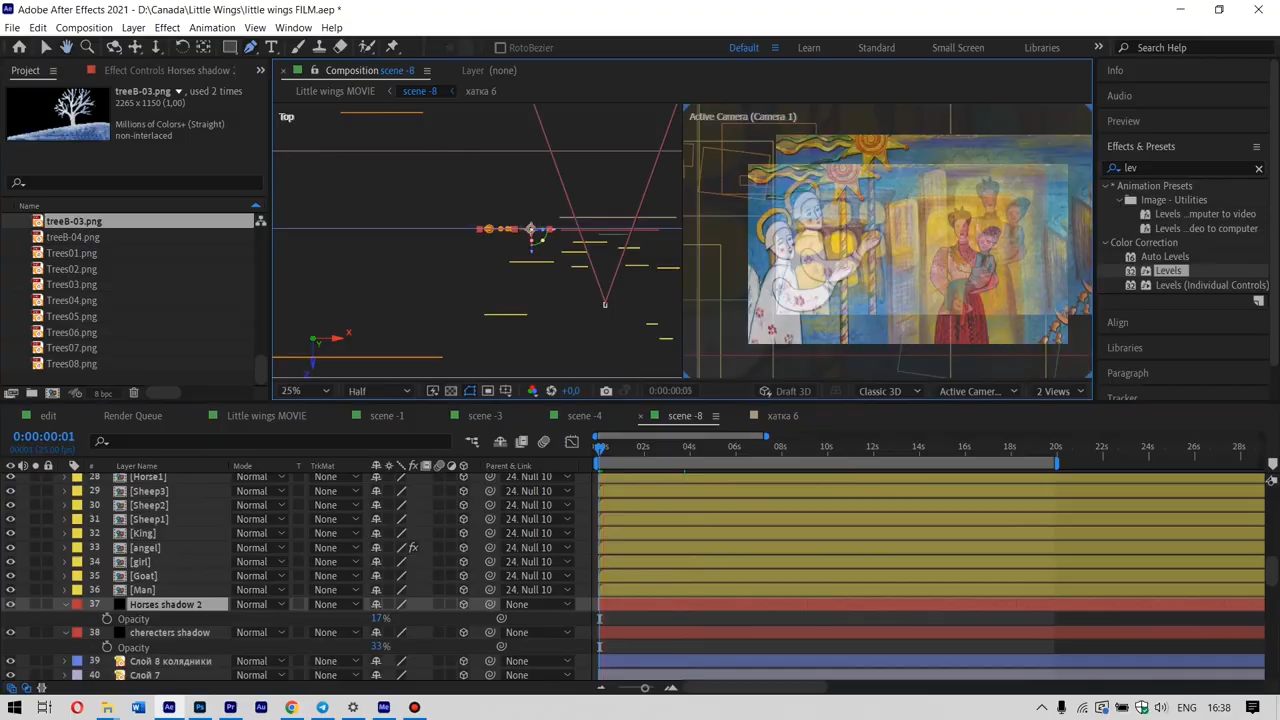 Adobe After Effects 2021 - D:\Canada\Little Wings\little wings FILM.aep *
File Edit Composition Layer Effect Animation View Window Help
RotoBezier Default Learn Standard Small Screen Libraries Search Help
Project Effect Controls Horses shadow Composition scene -8 Layer (none) Info
Little wings MOVIE scene -8 хатка 6
treeB-03.png , used 2 times
2265 x 1150 (1,00)
Millions of Colors+ (Straight)
non-interlaced
Top
Active Camera (Camera 1)
Audio
Preview
Effects & Presets
lev
Animation Presets
Image - Utilities
Levels ...mputer to video
Levels ...deo to computer
Color Correction
Auto Levels
Levels
Levels (Individual Controls)
Align
Libraries
Paragraph
Tracker
Name
treeB-03.png
treeB-04.png
Trees01.png
Trees02.png
Trees03.png
Trees04.png
Trees05.png
Trees06.png
Trees07.png
Trees08.png
X
Y
Z
8 bpc
25% Half +0,0 0:00:00:05 Draft 3D Classic 3D Active Camer... 2 Views
edit Render Queue Little wings MOVIE scene -1 scene -3 scene -4 scene -8 хатка 6
0:00:00:01
00001 (25.00 fps)
02s 04s 06s 08s 10s 12s 14s 16s 18s 20s 22s 24s 26s 28s
# Layer Name Mode T TrkMat Parent & Link
28 [Horse1] Normal None 24. Null 10
29 [Sheep3] Normal None 24. Null 10
30 [Sheep2] Normal None 24. Null 10
31 [Sheep1] Normal None 24. Null 10
32 [King] Normal None 24. Null 10
33 [angel] Normal None 24. Null 10
34 [girl] Normal None 24. Null 10
35 [Goat] Normal None 24. Null 10
36 [Man] Normal None 24. Null 10
37 Horses shadow 2 Normal None None
Opacity 17%
38 cherecters shadow Normal None None
Opacity 33%
39 Слой 8 колядники Normal None None
40 Слой 7 Normal None None
ENG 16:38